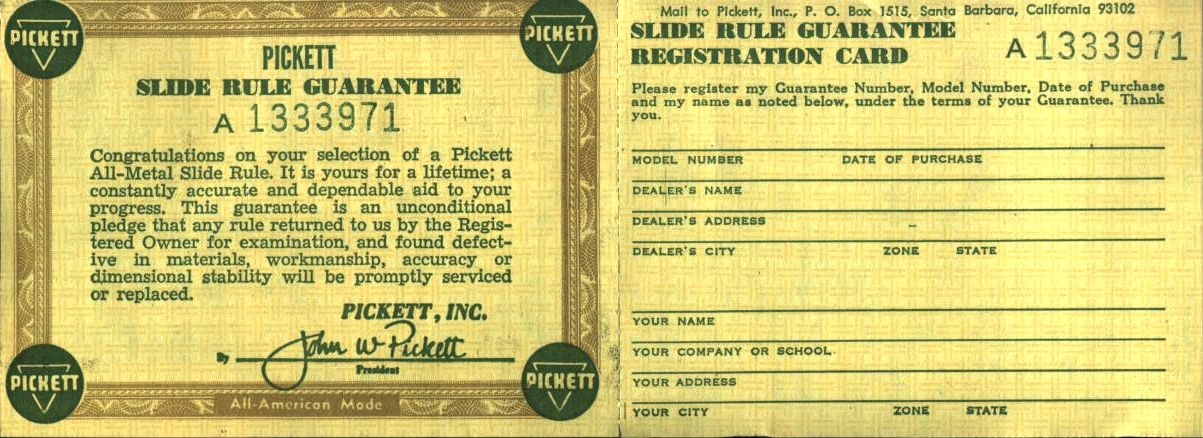 PICKETT
PICKETT
PICKETT
SLIDE RULE GUARANTEE
A 1333971
Congratulations on your selection of a Pickett
All-Metal Slide Rule. It is yours for a lifetime; a
constantly accurate and dependable aid to your
progress. This guarantee is an unconditional
pledge that any rule returned to us by the Regis-
tered Owner for examination, and found defect-
ive in materials, workmanship, accuracy or
dimensional stability will be promptly serviced
or replaced.
PICKETT, INC.
By John W Pickett
President
PICKETT
PICKETT
All-American Made
Mail to Pickett, Inc., P. O. Box 1515, Santa Barbara, California 93102
SLIDE RULE GUARANTEE
REGISTRATION CARD
A 1333971
Please register my Guarantee Number, Model Number, Date of Purchase
and my name as noted below, under the terms of your Guarantee. Thank
you.
MODEL NUMBER DATE OF PURCHASE
DEALER'S NAME
DEALER'S ADDRESS
DEALER'S CITY ZONE STATE
YOUR NAME
YOUR COMPANY OR SCHOOL
YOUR ADDRESS
YOUR CITY ZONE STATE